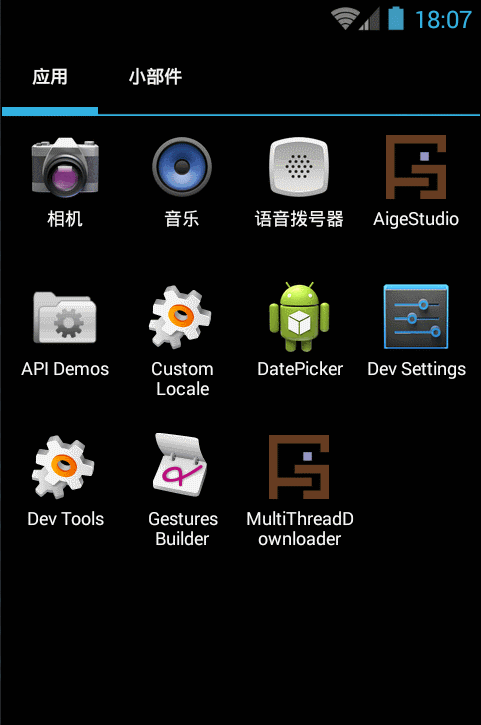 18:07
应用 小部件
相机 音乐 语音拨号器 AigeStudio
API Demos Custom Locale DatePicker Dev Settings
Dev Tools Gestures Builder MultiThreadDownloader